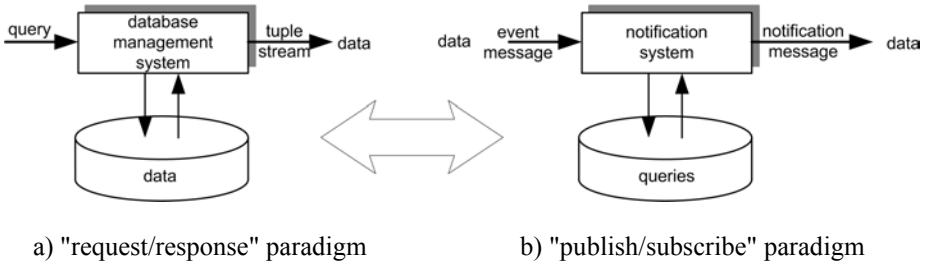 query
database
management
system
tuple
stream
data
data
a) "request/response" paradigm
data
event
message
notification
system
notification
message
data
queries
b) "publish/subscribe" paradigm